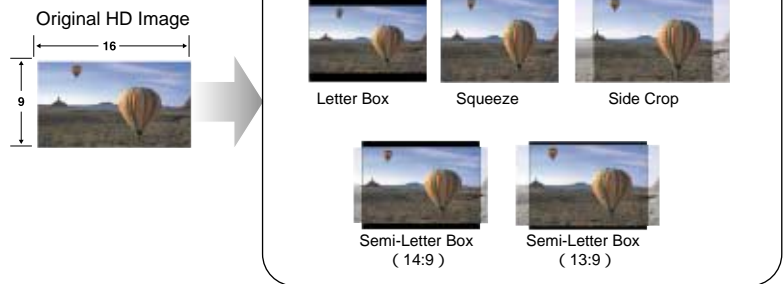 Original HD Image
16
9
Letter Box
Squeeze
Side Crop
Semi-Letter Box
( 14:9 )
Semi-Letter Box
( 13:9 )